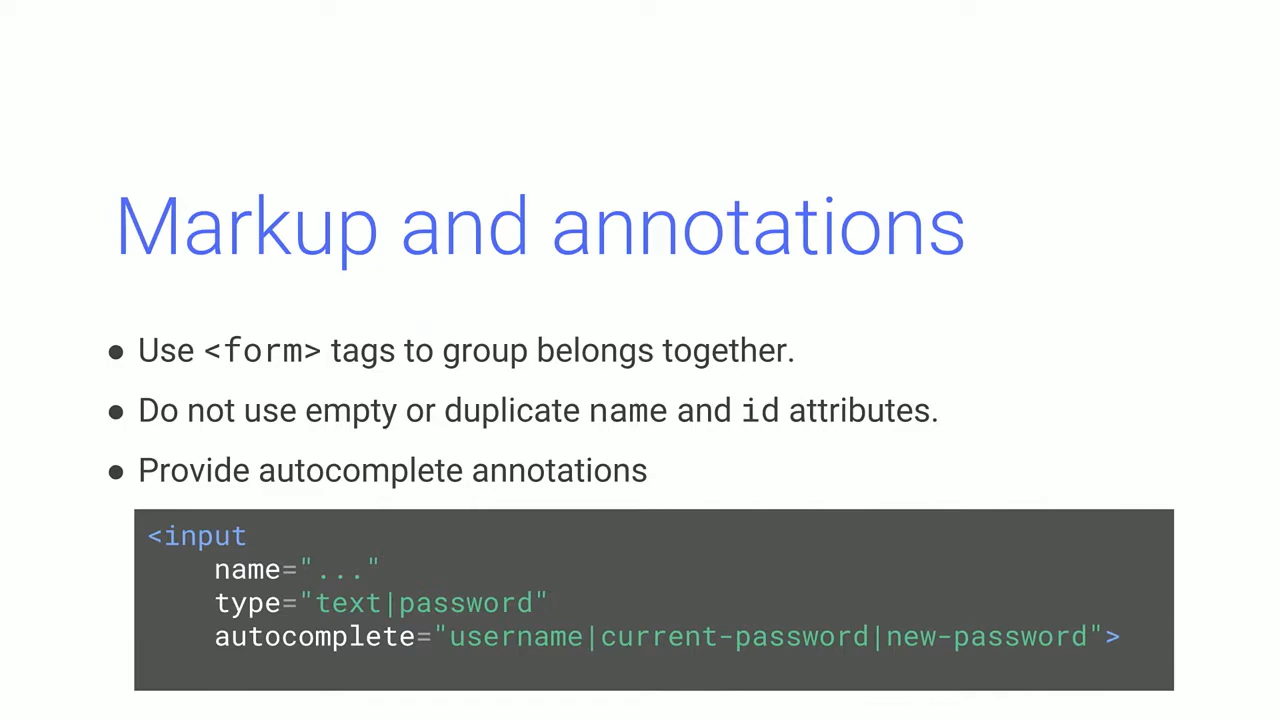 Markup and annotations
● Use <form> tags to group belongs together.
● Do not use empty or duplicate name and id attributes.
● Provide autocomplete annotations
<input
name="..."
type="text|password"
autocomplete="username|current-password|new-password">